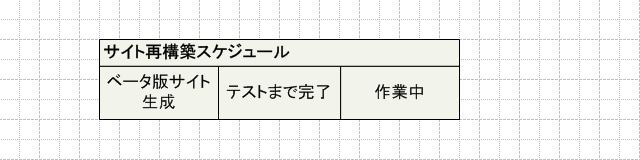 サイト再構築スケジュール
ベータ版サイト
生成
テストまで完了
作業中